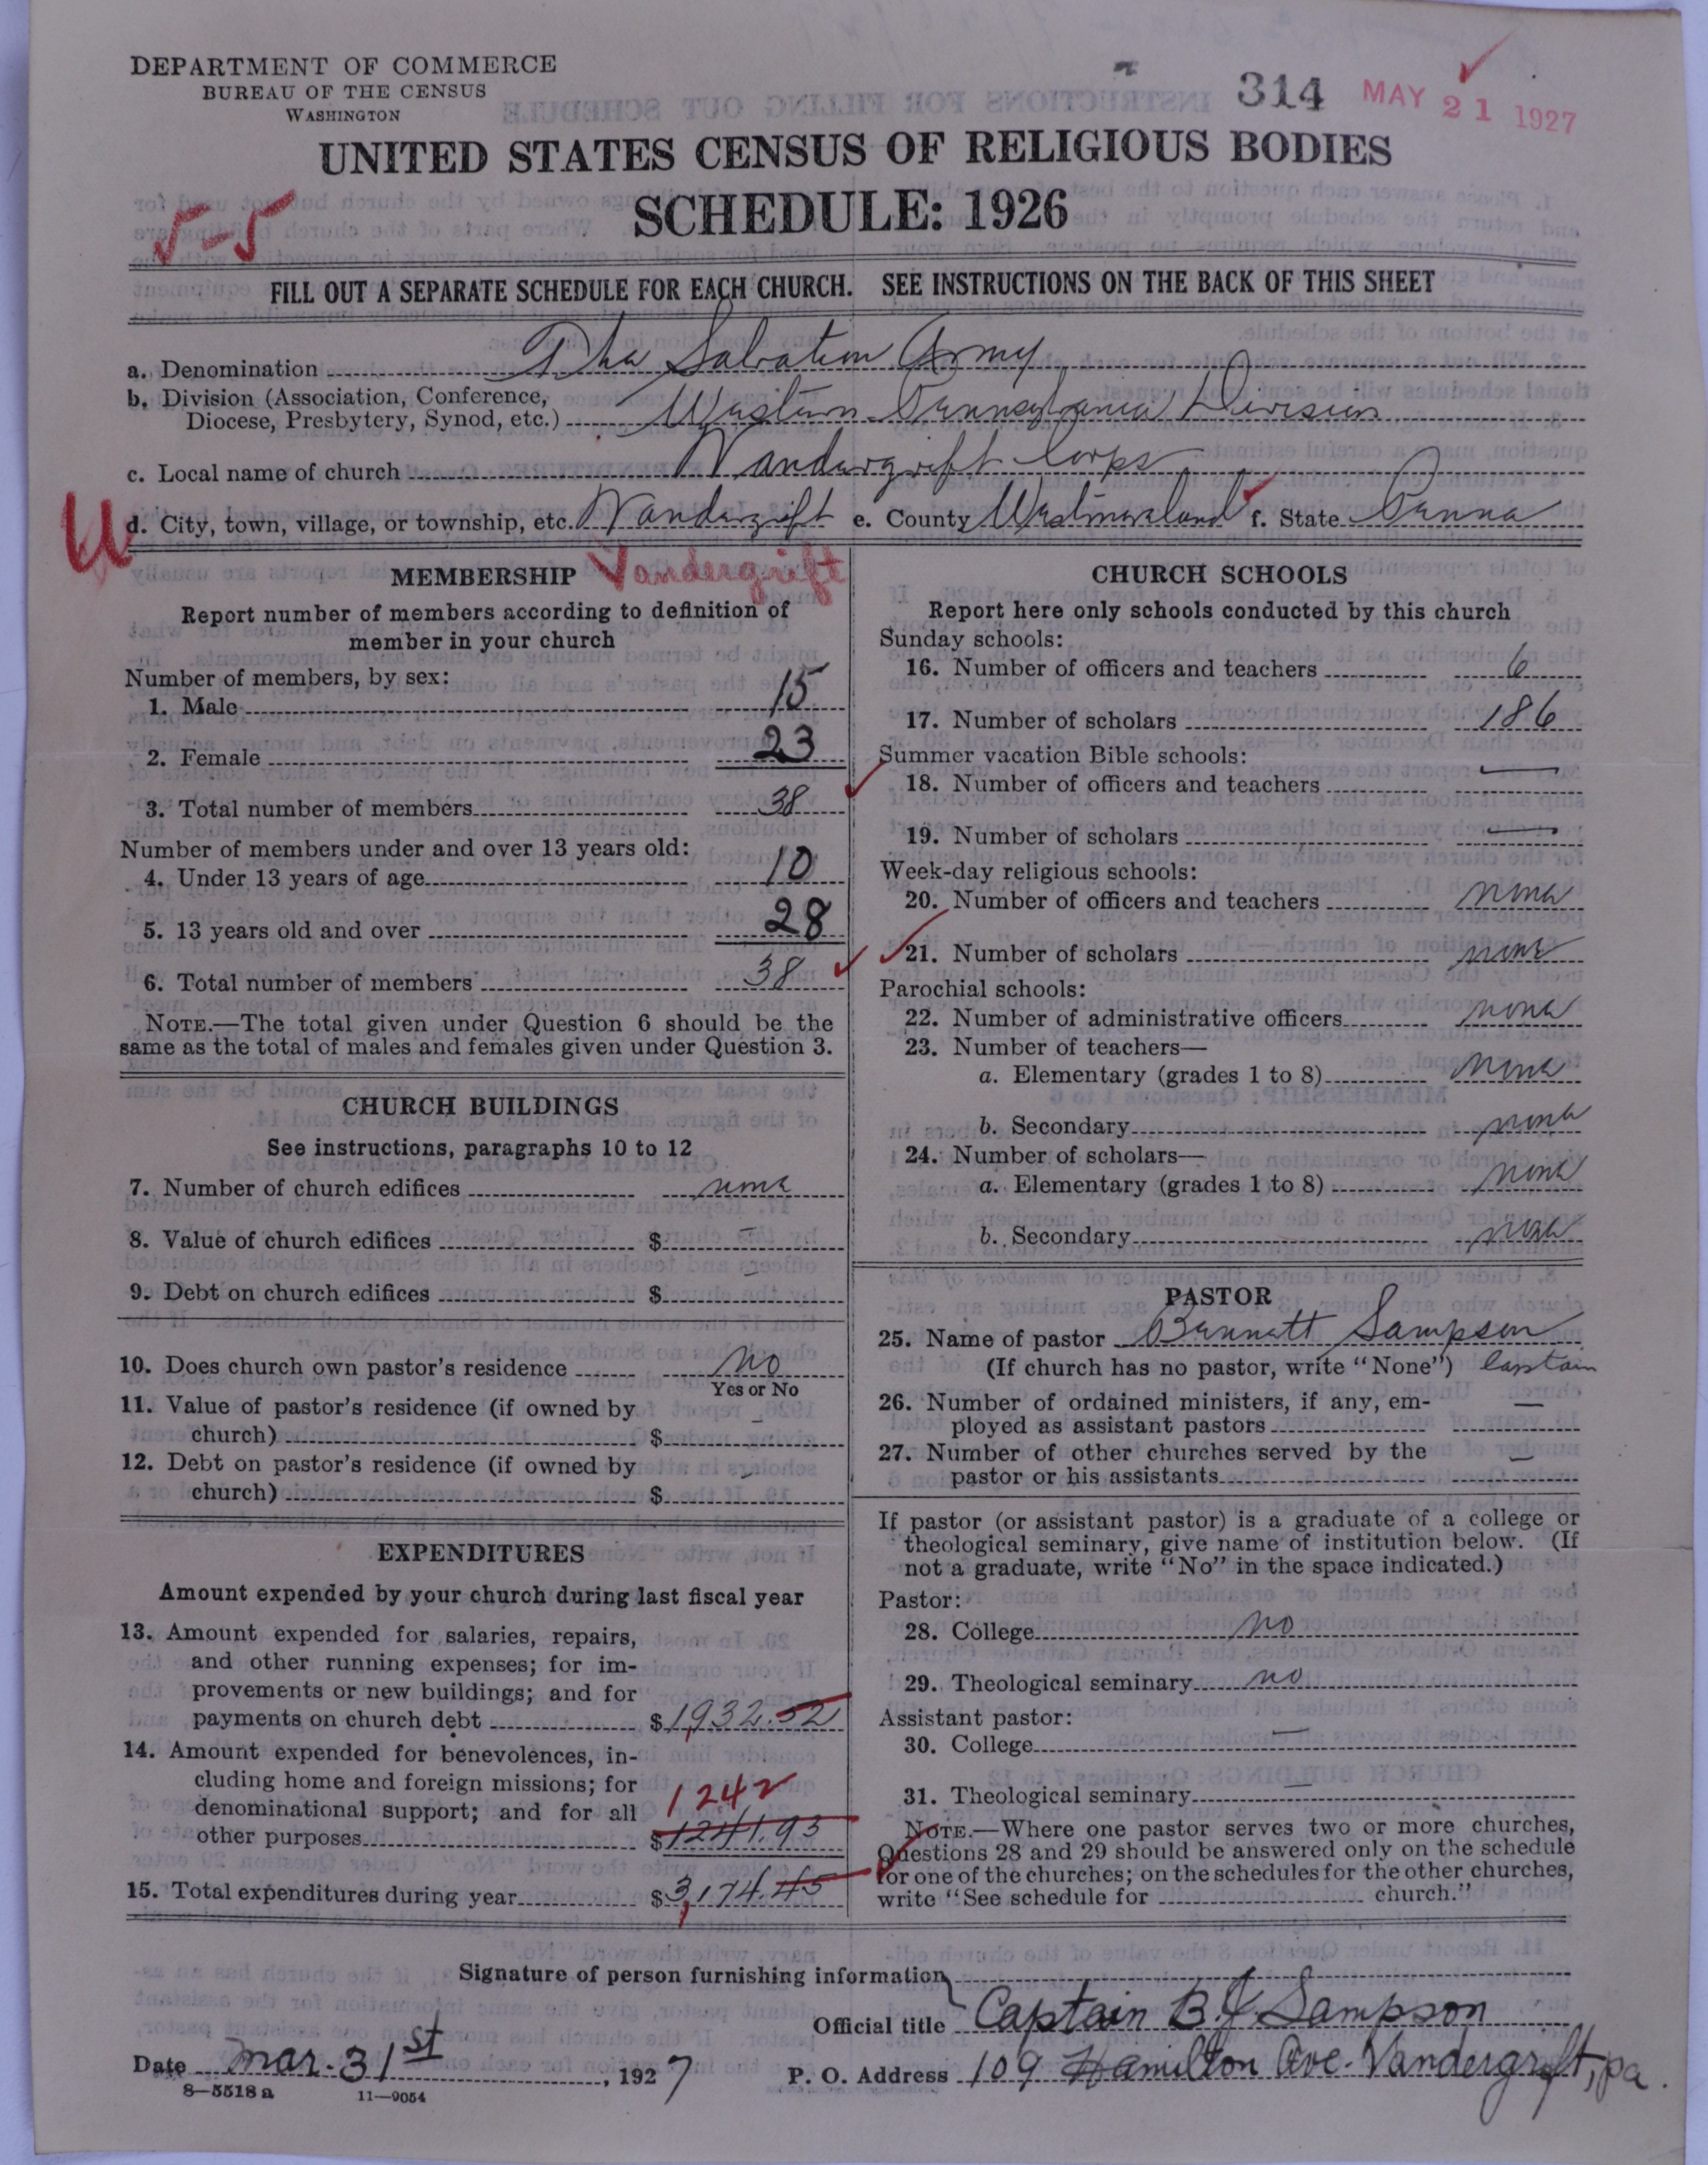 DEPARTMENT OF COMMERCE
BUREAU OF THE CENSUS
WASHINGTON
314 MAY 21 1927
UNITED STATES CENSUS OF RELIGIOUS BODIES
SCHEDULE: 1926
5-5
FILL OUT A SEPARATE SCHEDULE FOR EACH CHURCH. SEE INSTRUCTIONS ON THE BACK OF THIS SHEET
a. Denomination The Salvation Army
b. Division (Association, Conference,
Diocese, Presbytery, Synod, etc.) Western Pennsylvania Division
c. Local name of church Vandergrift Corps
d. City, town, village, or township, etc. Vandergrift e. County Westmoreland f. State Penna
MEMBERSHIP Vandergrift
Report number of members according to definition of
member in your church
Number of members, by sex:
1. Male 15
2. Female 23
3. Total number of members 38
Number of members under and over 13 years old:
4. Under 13 years of age 10
5. 13 years old and over 28
6. Total number of members 38
NOTE.—The total given under Question 6 should be the
same as the total of males and females given under Question 3.
CHURCH BUILDINGS
See instructions, paragraphs 10 to 12
7. Number of church edifices none
8. Value of church edifices $ –
9. Debt on church edifices $ –
10. Does church own pastor's residence No
Yes or No
11. Value of pastor's residence (if owned by
church) $ –
12. Debt on pastor's residence (if owned by
church) $ –
EXPENDITURES
Amount expended by your church during last fiscal year
13. Amount expended for salaries, repairs,
and other running expenses; for im-
provements or new buildings; and for
payments on church debt $1,932.52
14. Amount expended for benevolences, in-
cluding home and foreign missions; for
denominational support; and for all 1242
other purposes $1241.93
15. Total expenditures during year $3,174.45
CHURCH SCHOOLS
Report here only schools conducted by this church
Sunday schools:
16. Number of officers and teachers 6
17. Number of scholars 186
Summer vacation Bible schools:
18. Number of officers and teachers —
19. Number of scholars —
Week-day religious schools:
20. Number of officers and teachers none
21. Number of scholars none
Parochial schools:
22. Number of administrative officers none
23. Number of teachers—
a. Elementary (grades 1 to 8) none
b. Secondary none
24. Number of scholars—
a. Elementary (grades 1 to 8) none
b. Secondary none
PASTOR
25. Name of pastor Bennett Sampson
(If church has no pastor, write "None") Captain
26. Number of ordained ministers, if any, em-
ployed as assistant pastors —
27. Number of other churches served by the
pastor or his assistants —
If pastor (or assistant pastor) is a graduate of a college or
theological seminary, give name of institution below. (If
not a graduate, write "No" in the space indicated.)
Pastor:
28. College no
29. Theological seminary no
Assistant pastor:
30. College —
31. Theological seminary —
NOTE.—Where one pastor serves two or more churches,
Questions 28 and 29 should be answered only on the schedule
for one of the churches; on the schedules for the other churches,
write "See schedule for church."
Signature of person furnishing information
Official title Captain B.J. Sampson
Date Mar. 31st, 1927 P. O. Address 109 Hamilton Ave. Vandergrift, pa.
8—5518a 11—9054